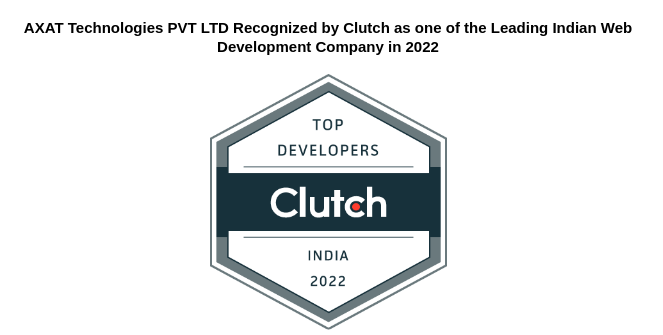 AXAT Technologies PVT LTD Recognized by Clutch as one of the Leading Indian Web
Development Company in 2022
TOP
DEVELOPERS
Clutch
INDIA
2022